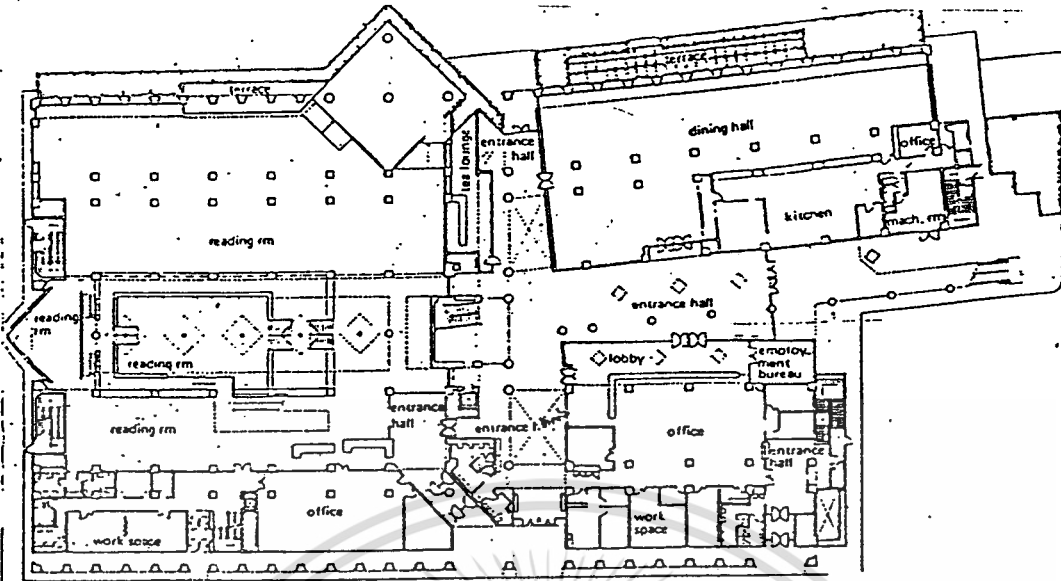 terrace
terrace
dining hall
office
entrance
hall
tea lounge
kitchen
mach. rm
reading rm
entrance hall
reading
rm
reading rm
lobby
employ
ment
bureau
reading rm
entrance
hall
entrance
office
entrance
hall
office
work
space
work space